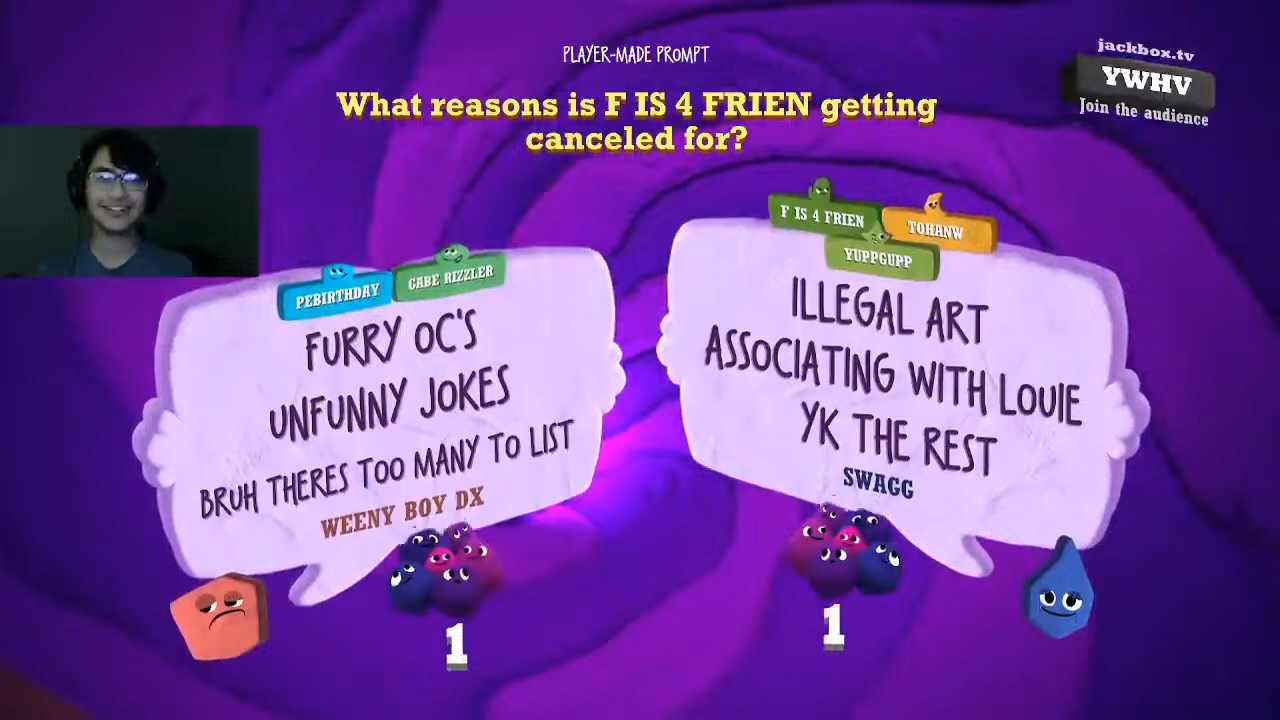 PLAYER-MADE PROMPT
What reasons is F IS 4 FRIEN getting
canceled for?
jackbox.tv
YWHV
Join the audience
PEBIRTHDAY
GABE RIZZLER
FURRY OC'S
UNFUNNY JOKES
BRUH THERES TOO MANY TO LIST
WEENY BOY DX
1
F IS 4 FRIEN
TOHANW
YUPPGUPP
ILLEGAL ART
ASSOCIATING WITH LOUIE
YK THE REST
SWAGG
1